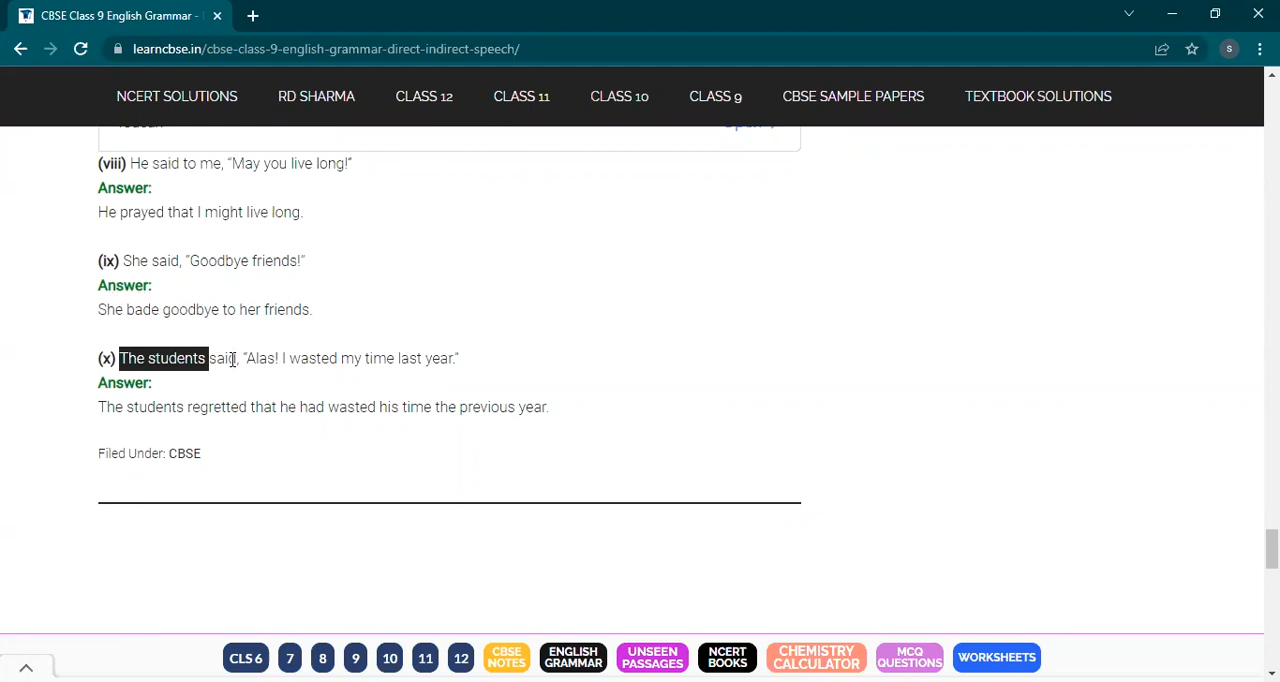 CBSE Class 9 English Grammar -
learncbse.in/cbse-class-9-english-grammar-direct-indirect-speech/
S
NCERT SOLUTIONS RD SHARMA CLASS 12 CLASS 11 CLASS 10 CLASS 9 CBSE SAMPLE PAPERS TEXTBOOK SOLUTIONS
(viii) He said to me, “May you live long!”
Answer:
He prayed that I might live long.
(ix) She said, “Goodbye friends!”
Answer:
She bade goodbye to her friends.
(x) The students said, “Alas! I wasted my time last year.”
Answer:
The students regretted that he had wasted his time the previous year.
Filed Under: CBSE
CLS 6 7 8 9 10 11 12 CBSE NOTES ENGLISH GRAMMAR UNSEEN PASSAGES NCERT BOOKS CHEMISTRY CALCULATOR MCQ QUESTIONS WORKSHEETS